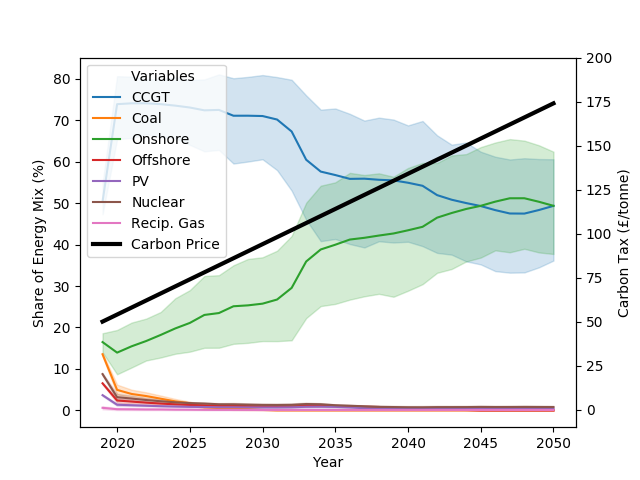 Variables
CCGT
Coal
Onshore
Offshore
PV
Nuclear
Recip. Gas
Carbon Price
Share of Energy Mix (%)
80
70
60
50
40
30
20
10
0
200
175
150
125
100
75
50
25
0
Carbon Tax (£/tonne)
2020 2025 2030 2035 2040 2045 2050
Year